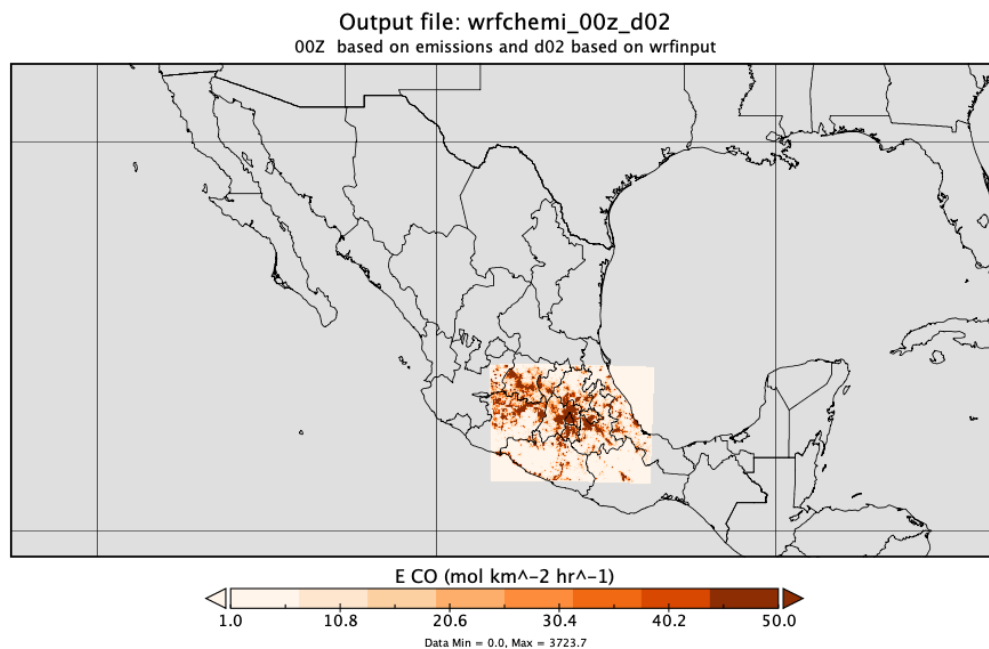 Output file: wrfchemi_00z_d02
00Z  based on emissions and d02 based on wrfinput
E CO (mol km^-2 hr^-1)
1.0 10.8 20.6 30.4 40.2 50.0
Data Min = 0.0, Max = 3723.7